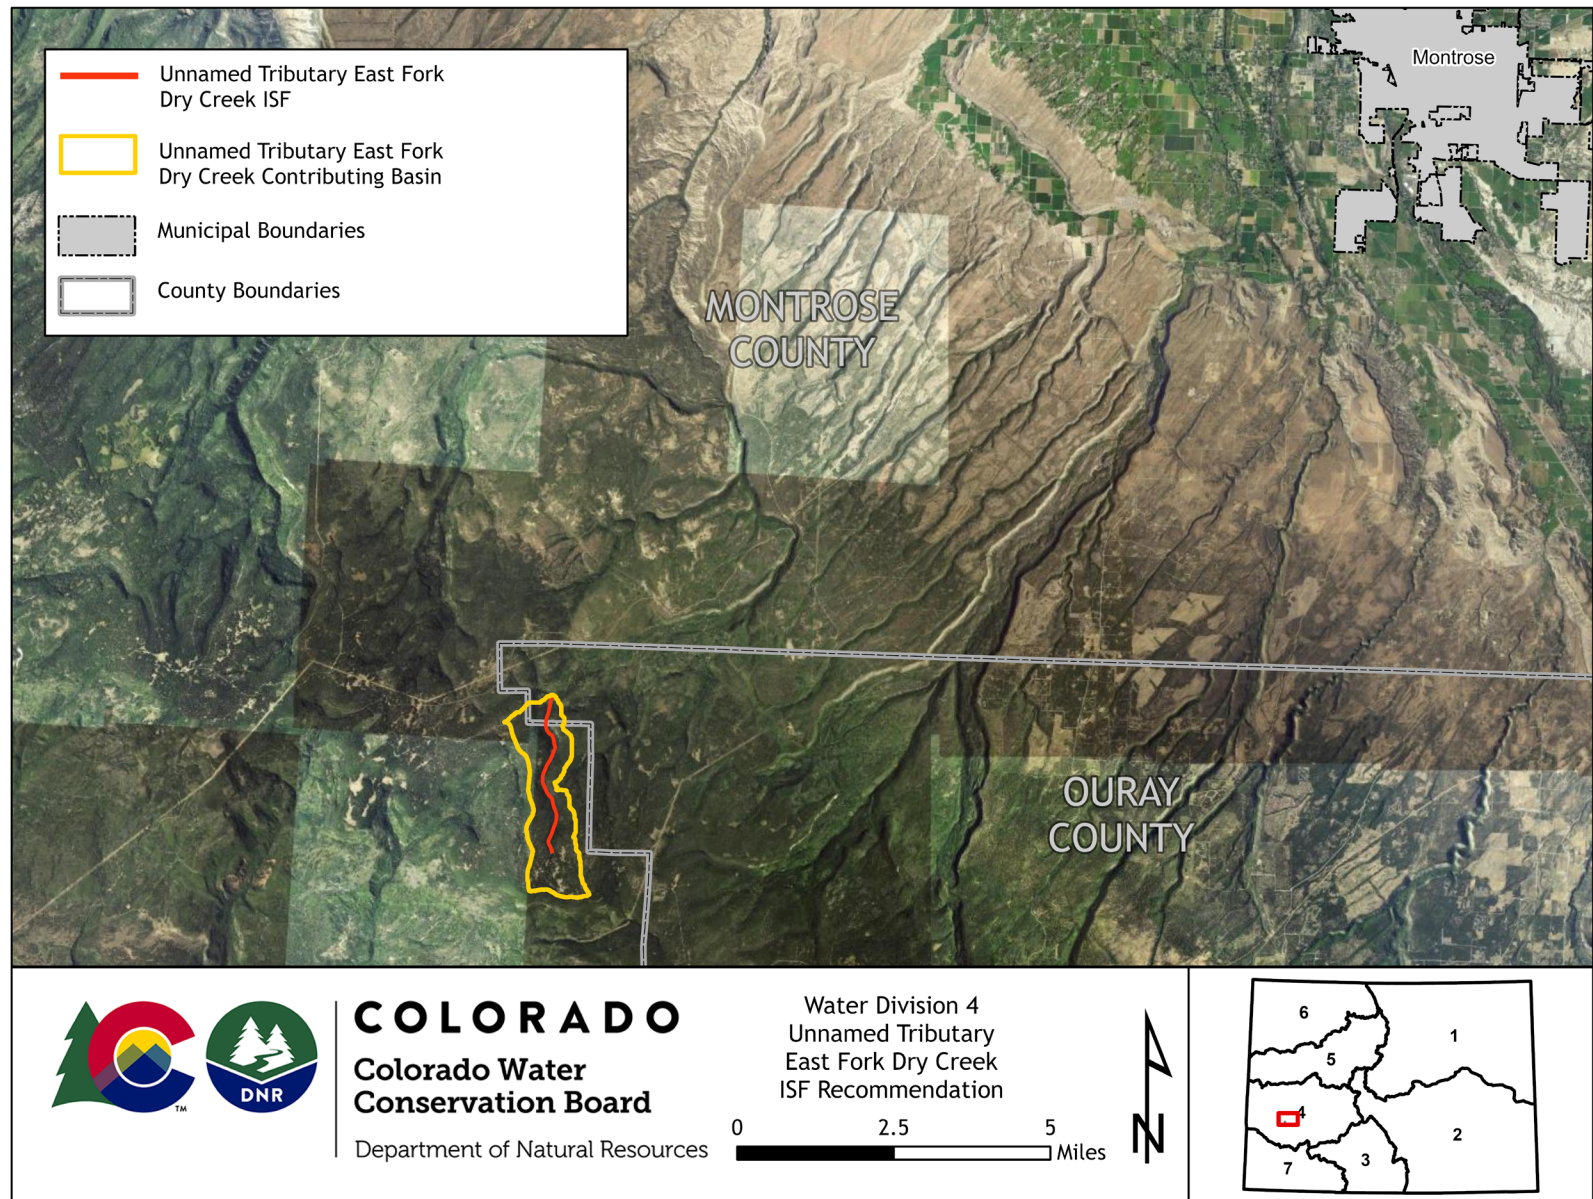 Unnamed Tributary East Fork
Dry Creek ISF
Unnamed Tributary East Fork
Dry Creek Contributing Basin
Municipal Boundaries
County Boundaries
Montrose
MONTROSE
COUNTY
OURAY
COUNTY
TM
DNR
COLORADO
Colorado Water
Conservation Board
Department of Natural Resources
Water Division 4
Unnamed Tributary
East Fork Dry Creek
ISF Recommendation
0 2.5 5
Miles
N
6
1
5
4
2
3
7